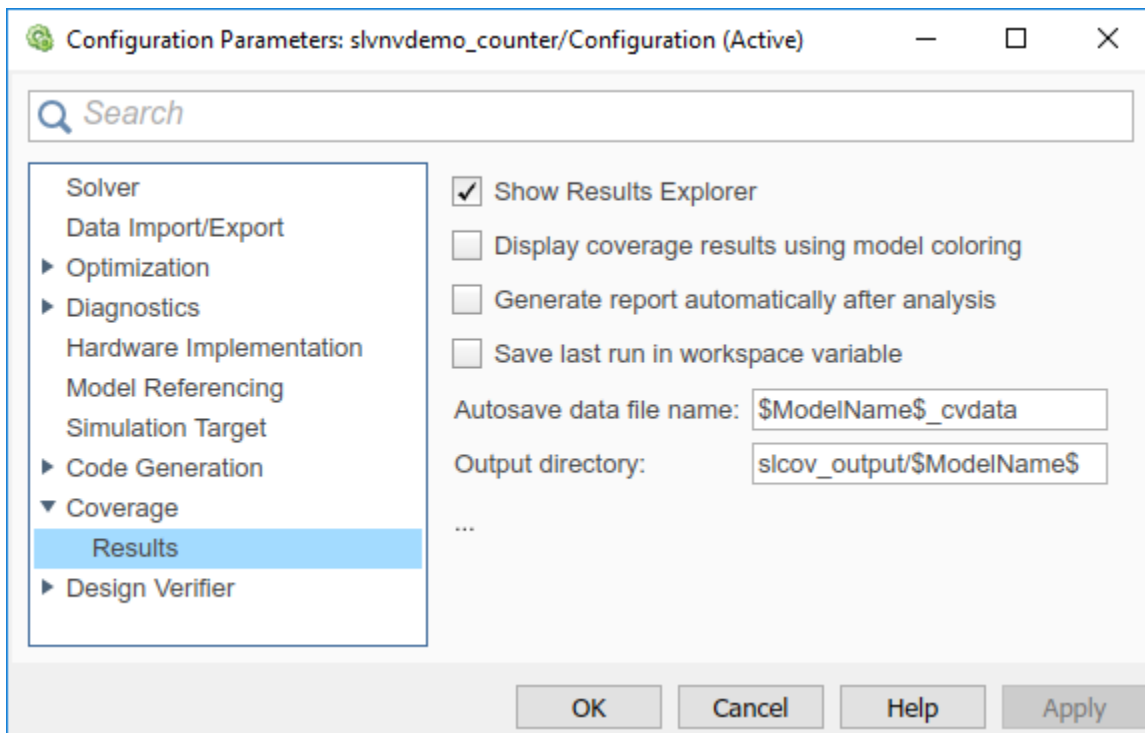 Configuration Parameters: slvnvdemo_counter/Configuration (Active)
Search
Solver
Data Import/Export
Optimization
Diagnostics
Hardware Implementation
Model Referencing
Simulation Target
Code Generation
Coverage
Results
Design Verifier
Show Results Explorer
Display coverage results using model coloring
Generate report automatically after analysis
Save last run in workspace variable
Autosave data file name: $ModelName$_cvdata
Output directory: slcov_output/$ModelName$
...
OK Cancel Help Apply